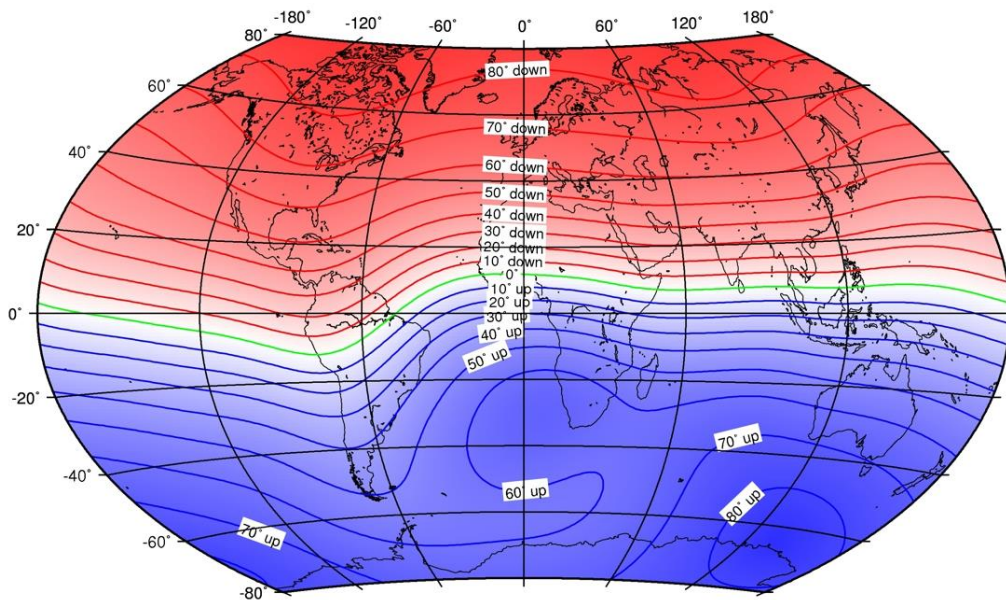 -180° -120° -60° 0° 60° 120° 180°
80°
60°
40°
20°
0°
-20°
-40°
-60°
-80°
80° down
70° down
60° down
50° down
40° down
30° down
20° down
10° down
0°
10° up
20° up
30° up
40° up
50° up
60° up
70° up
80° up
70° up